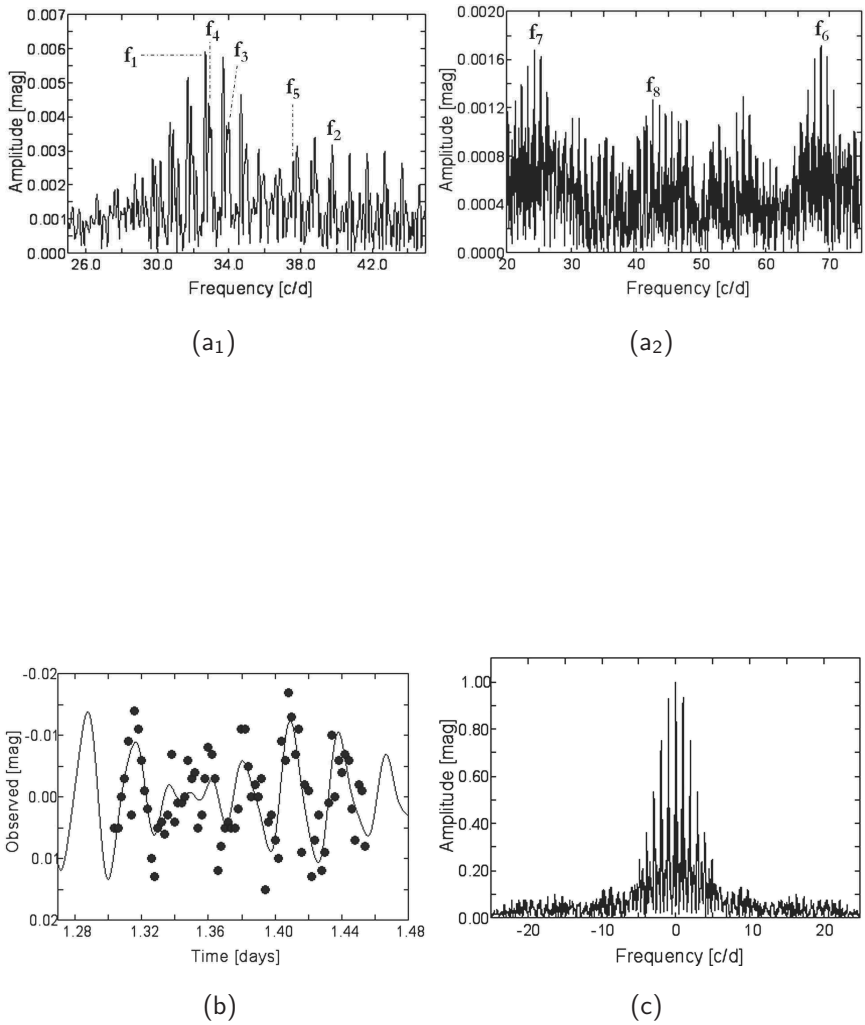 Amplitude [mag]
0.007
0.006
0.005
0.004
0.003
0.002
0.001
0.000
f1
f4
f3
f5
f2
26.0 30.0 34.0 38.0 42.0
Frequency [c/d]
(a1)
Amplitude [mag]
0.0020
0.0016
0.0012
0.0008
0.0004
0.0000
f7
f8
f6
20 30 40 50 60 70
Frequency [c/d]
(a2)
Observed [mag]
-0.02
-0.01
0.00
0.01
0.02
1.28 1.32 1.36 1.40 1.44 1.48
Time [days]
(b)
Amplitude [mag]
1.00
0.80
0.60
0.40
0.20
0.00
-20 -10 0 10 20
Frequency [c/d]
(c)